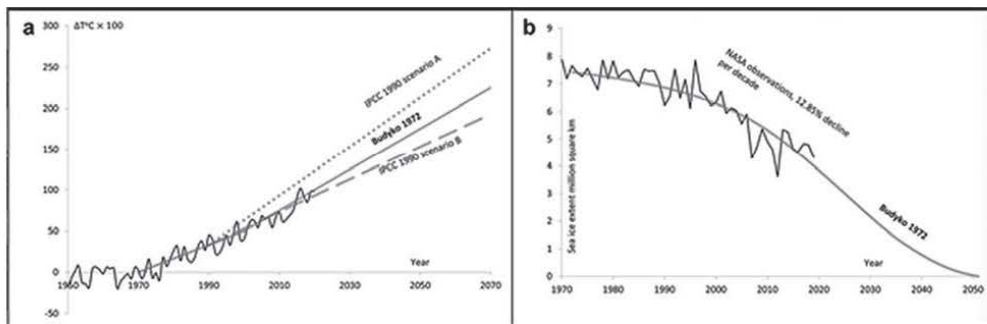 a
ΔT°C × 100
300
250
200
150
100
50
0
-50
1950
1970
1990
2010
2030
2050
2070
Year
IPCC 1990 scenario A
Budyko 1972
IPCC 1990 scenario B
b
9
8
7
6
5
4
3
2
1
0
1970
1980
1990
2000
2010
2020
2030
2040
2050
Sea ice extent million square km
NASA observations, 12.85% decline
per decade
Budyko 1972
Year